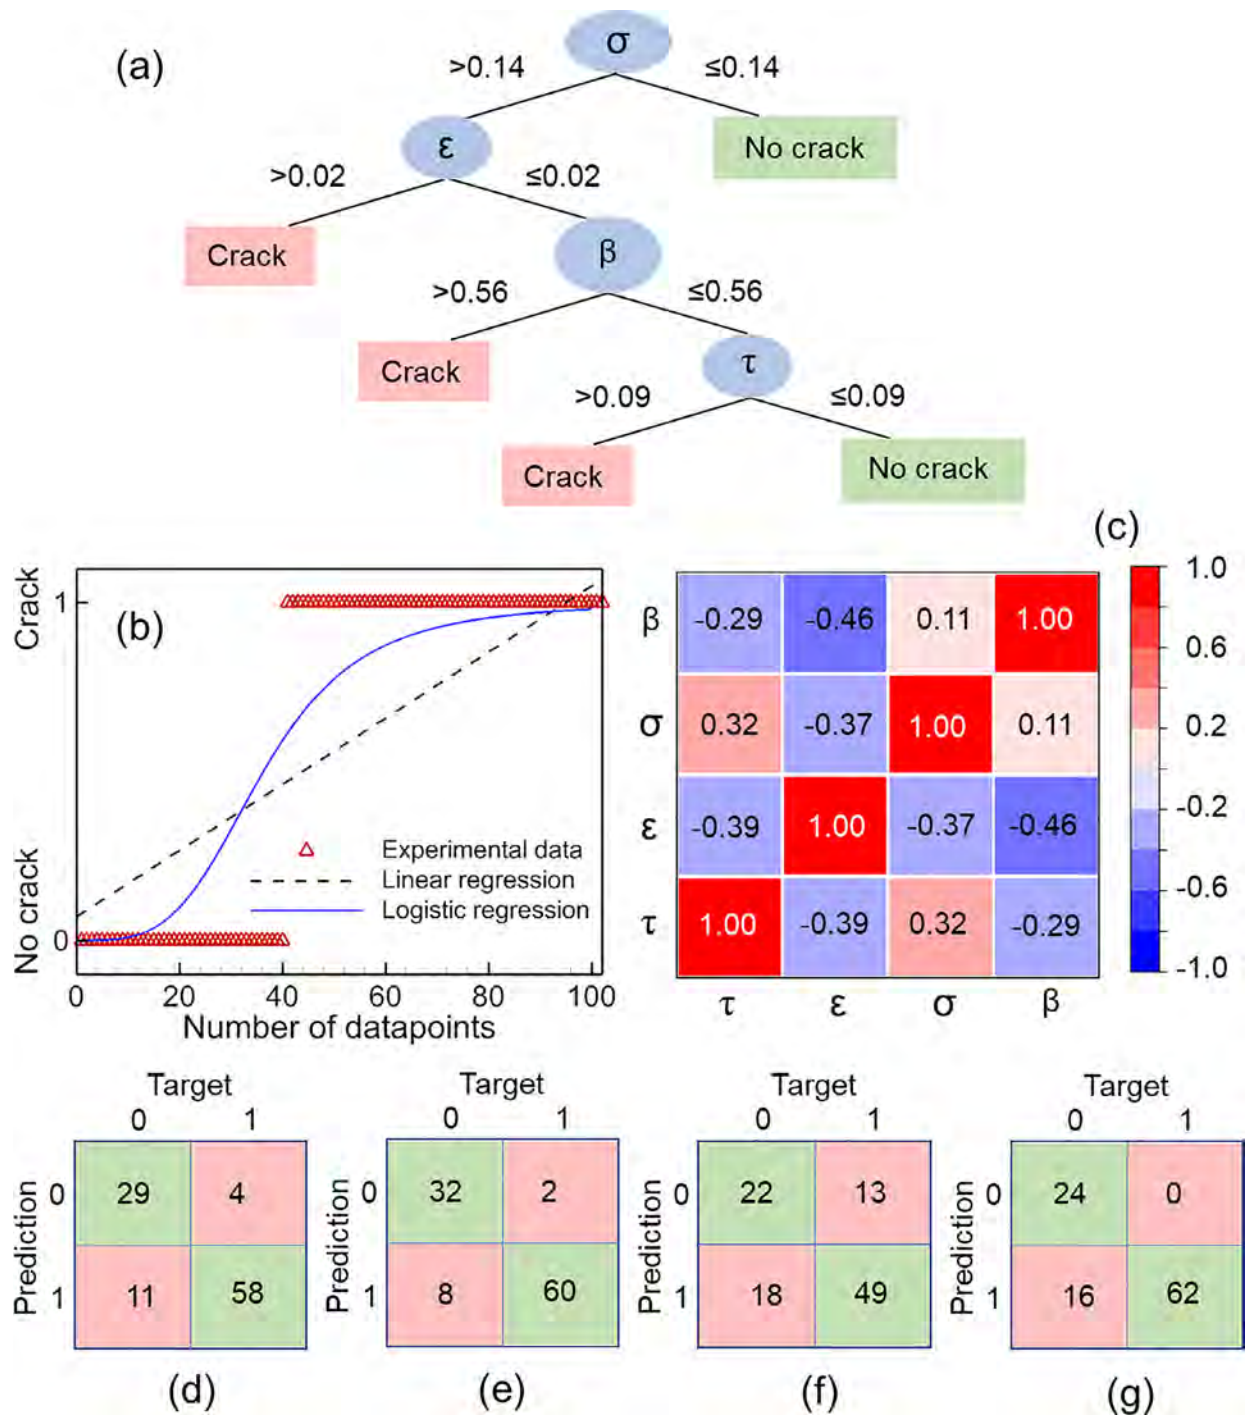 (a)
σ
>0.14
≤0.14
ε
No crack
>0.02
≤0.02
Crack
β
>0.56
≤0.56
Crack
τ
>0.09
≤0.09
Crack
No crack
(b)
Crack
No crack
1
0
Experimental data
Linear regression
Logistic regression
0 20 40 60 80 100
Number of datapoints
(c)
β -0.29 -0.46 0.11 1.00
σ 0.32 -0.37 1.00 0.11
ε -0.39 1.00 -0.37 -0.46
τ 1.00 -0.39 0.32 -0.29
τ ε σ β
1.0
0.6
0.2
-0.2
-0.6
-1.0
Target
0 1
Prediction
0 29 4
1 11 58
(d)
Target
0 1
Prediction
0 32 2
1 8 60
(e)
Target
0 1
Prediction
0 22 13
1 18 49
(f)
Target
0 1
Prediction
0 24 0
1 16 62
(g)